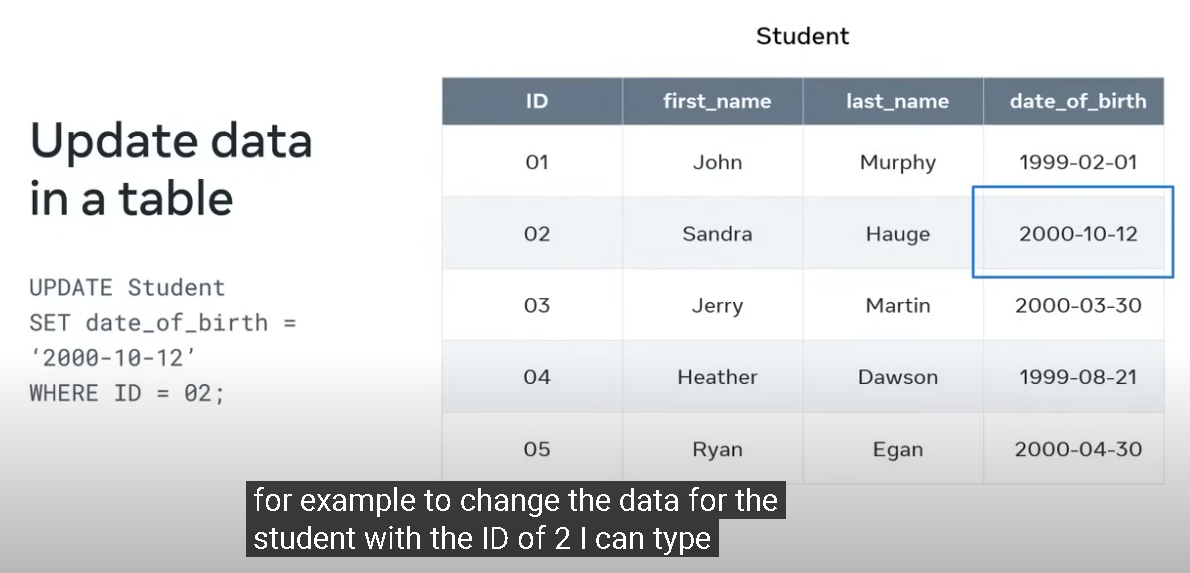 Update data
in a table
UPDATE Student
SET date_of_birth =
‘2000-10-12’
WHERE ID = 02;
Student
ID first_name last_name date_of_birth
01 John Murphy 1999-02-01
02 Sandra Hauge 2000-10-12
03 Jerry Martin 2000-03-30
04 Heather Dawson 1999-08-21
05 Ryan Egan 2000-04-30
for example to change the data for the
student with the ID of 2 I can type